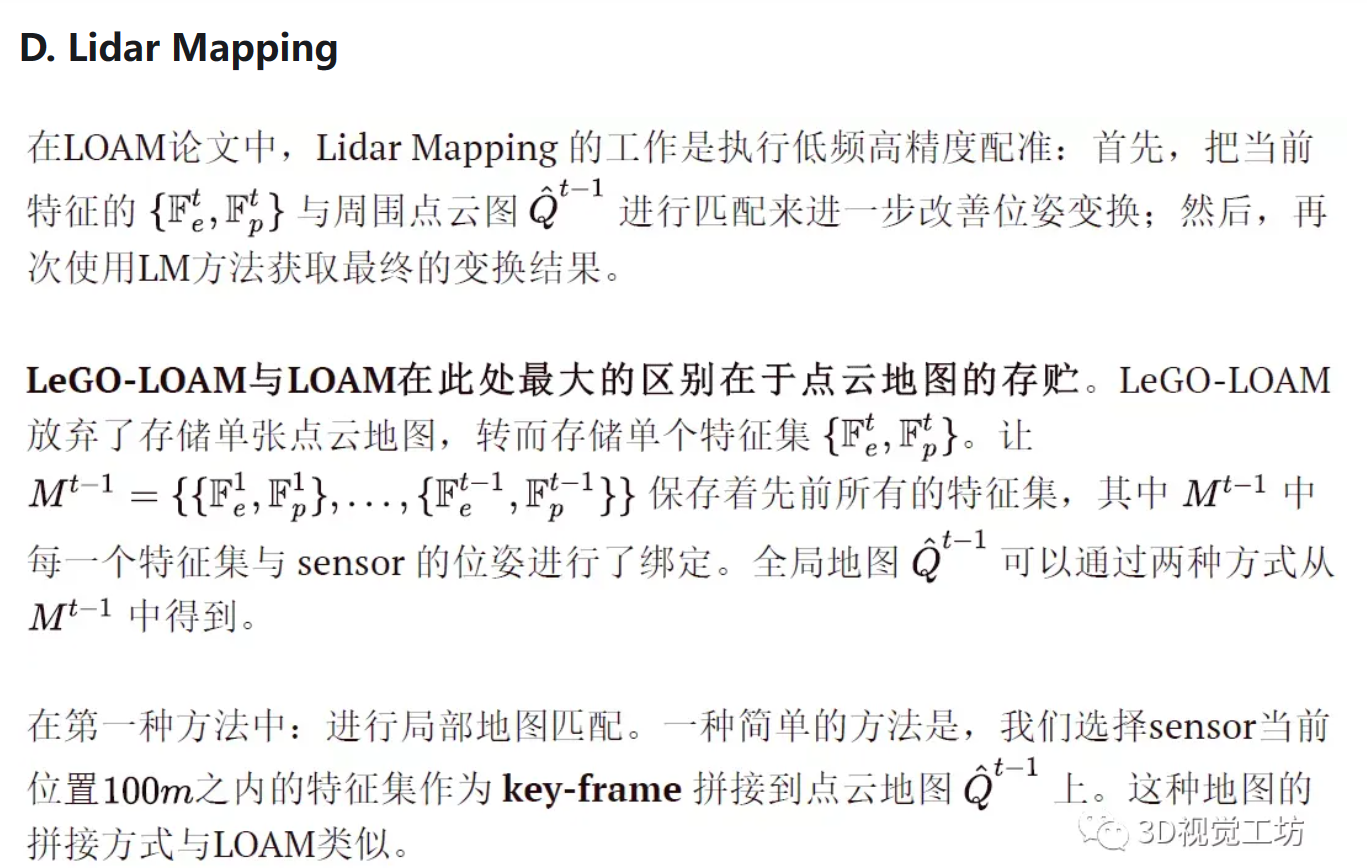 D. Lidar Mapping
在LOAM论文中，Lidar Mapping 的工作是执行低频高精度配准：首先，把当前
特征的 $\{\mathbb{F}_e^t, \mathbb{F}_p^t\}$ 与周围点云图 $\hat{Q}^{t-1}$ 进行匹配来进一步改善位姿变换；然后，再
次使用LM方法获取最终的变换结果。
LeGO-LOAM与LOAM在此处最大的区别在于点云地图的存贮。LeGO-LOAM
放弃了存储单张点云地图，转而存储单个特征集 $\{\mathbb{F}_e^t, \mathbb{F}_p^t\}$。让
$M^{t-1} = \{\{\mathbb{F}_e^1, \mathbb{F}_p^1\}, \ldots, \{\mathbb{F}_e^{t-1}, \mathbb{F}_p^{t-1}\}\}$ 保存着先前所有的特征集，其中 $M^{t-1}$ 中
每一个特征集与 sensor 的位姿进行了绑定。全局地图 $\hat{Q}^{t-1}$ 可以通过两种方式从
$M^{t-1}$ 中得到。
在第一种方法中：进行局部地图匹配。一种简单的方法是，我们选择sensor当前
位置100m之内的特征集作为 key-frame 拼接到点云地图 $\hat{Q}^{t-1}$ 上。这种地图的
拼接方式与LOAM类似。
3D视觉工坊